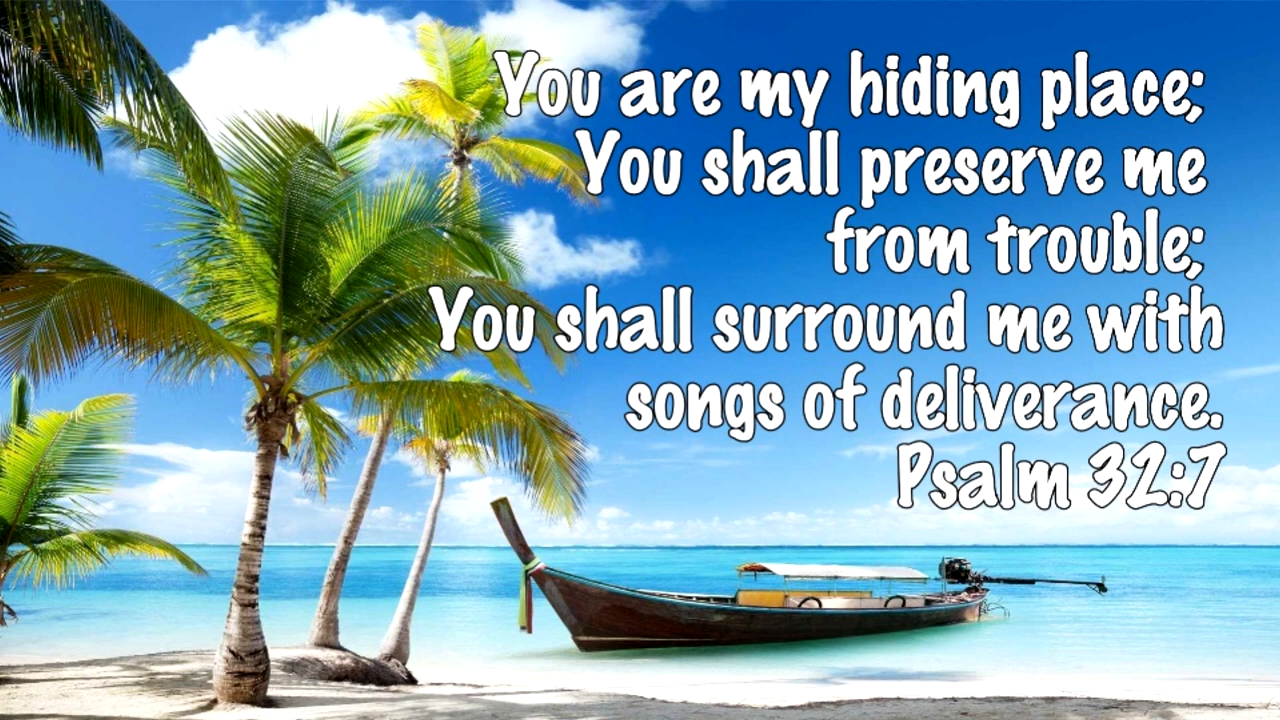 You are my hiding place;
You shall preserve me
from trouble;
You shall surround me with
songs of deliverance.
Psalm 32:7